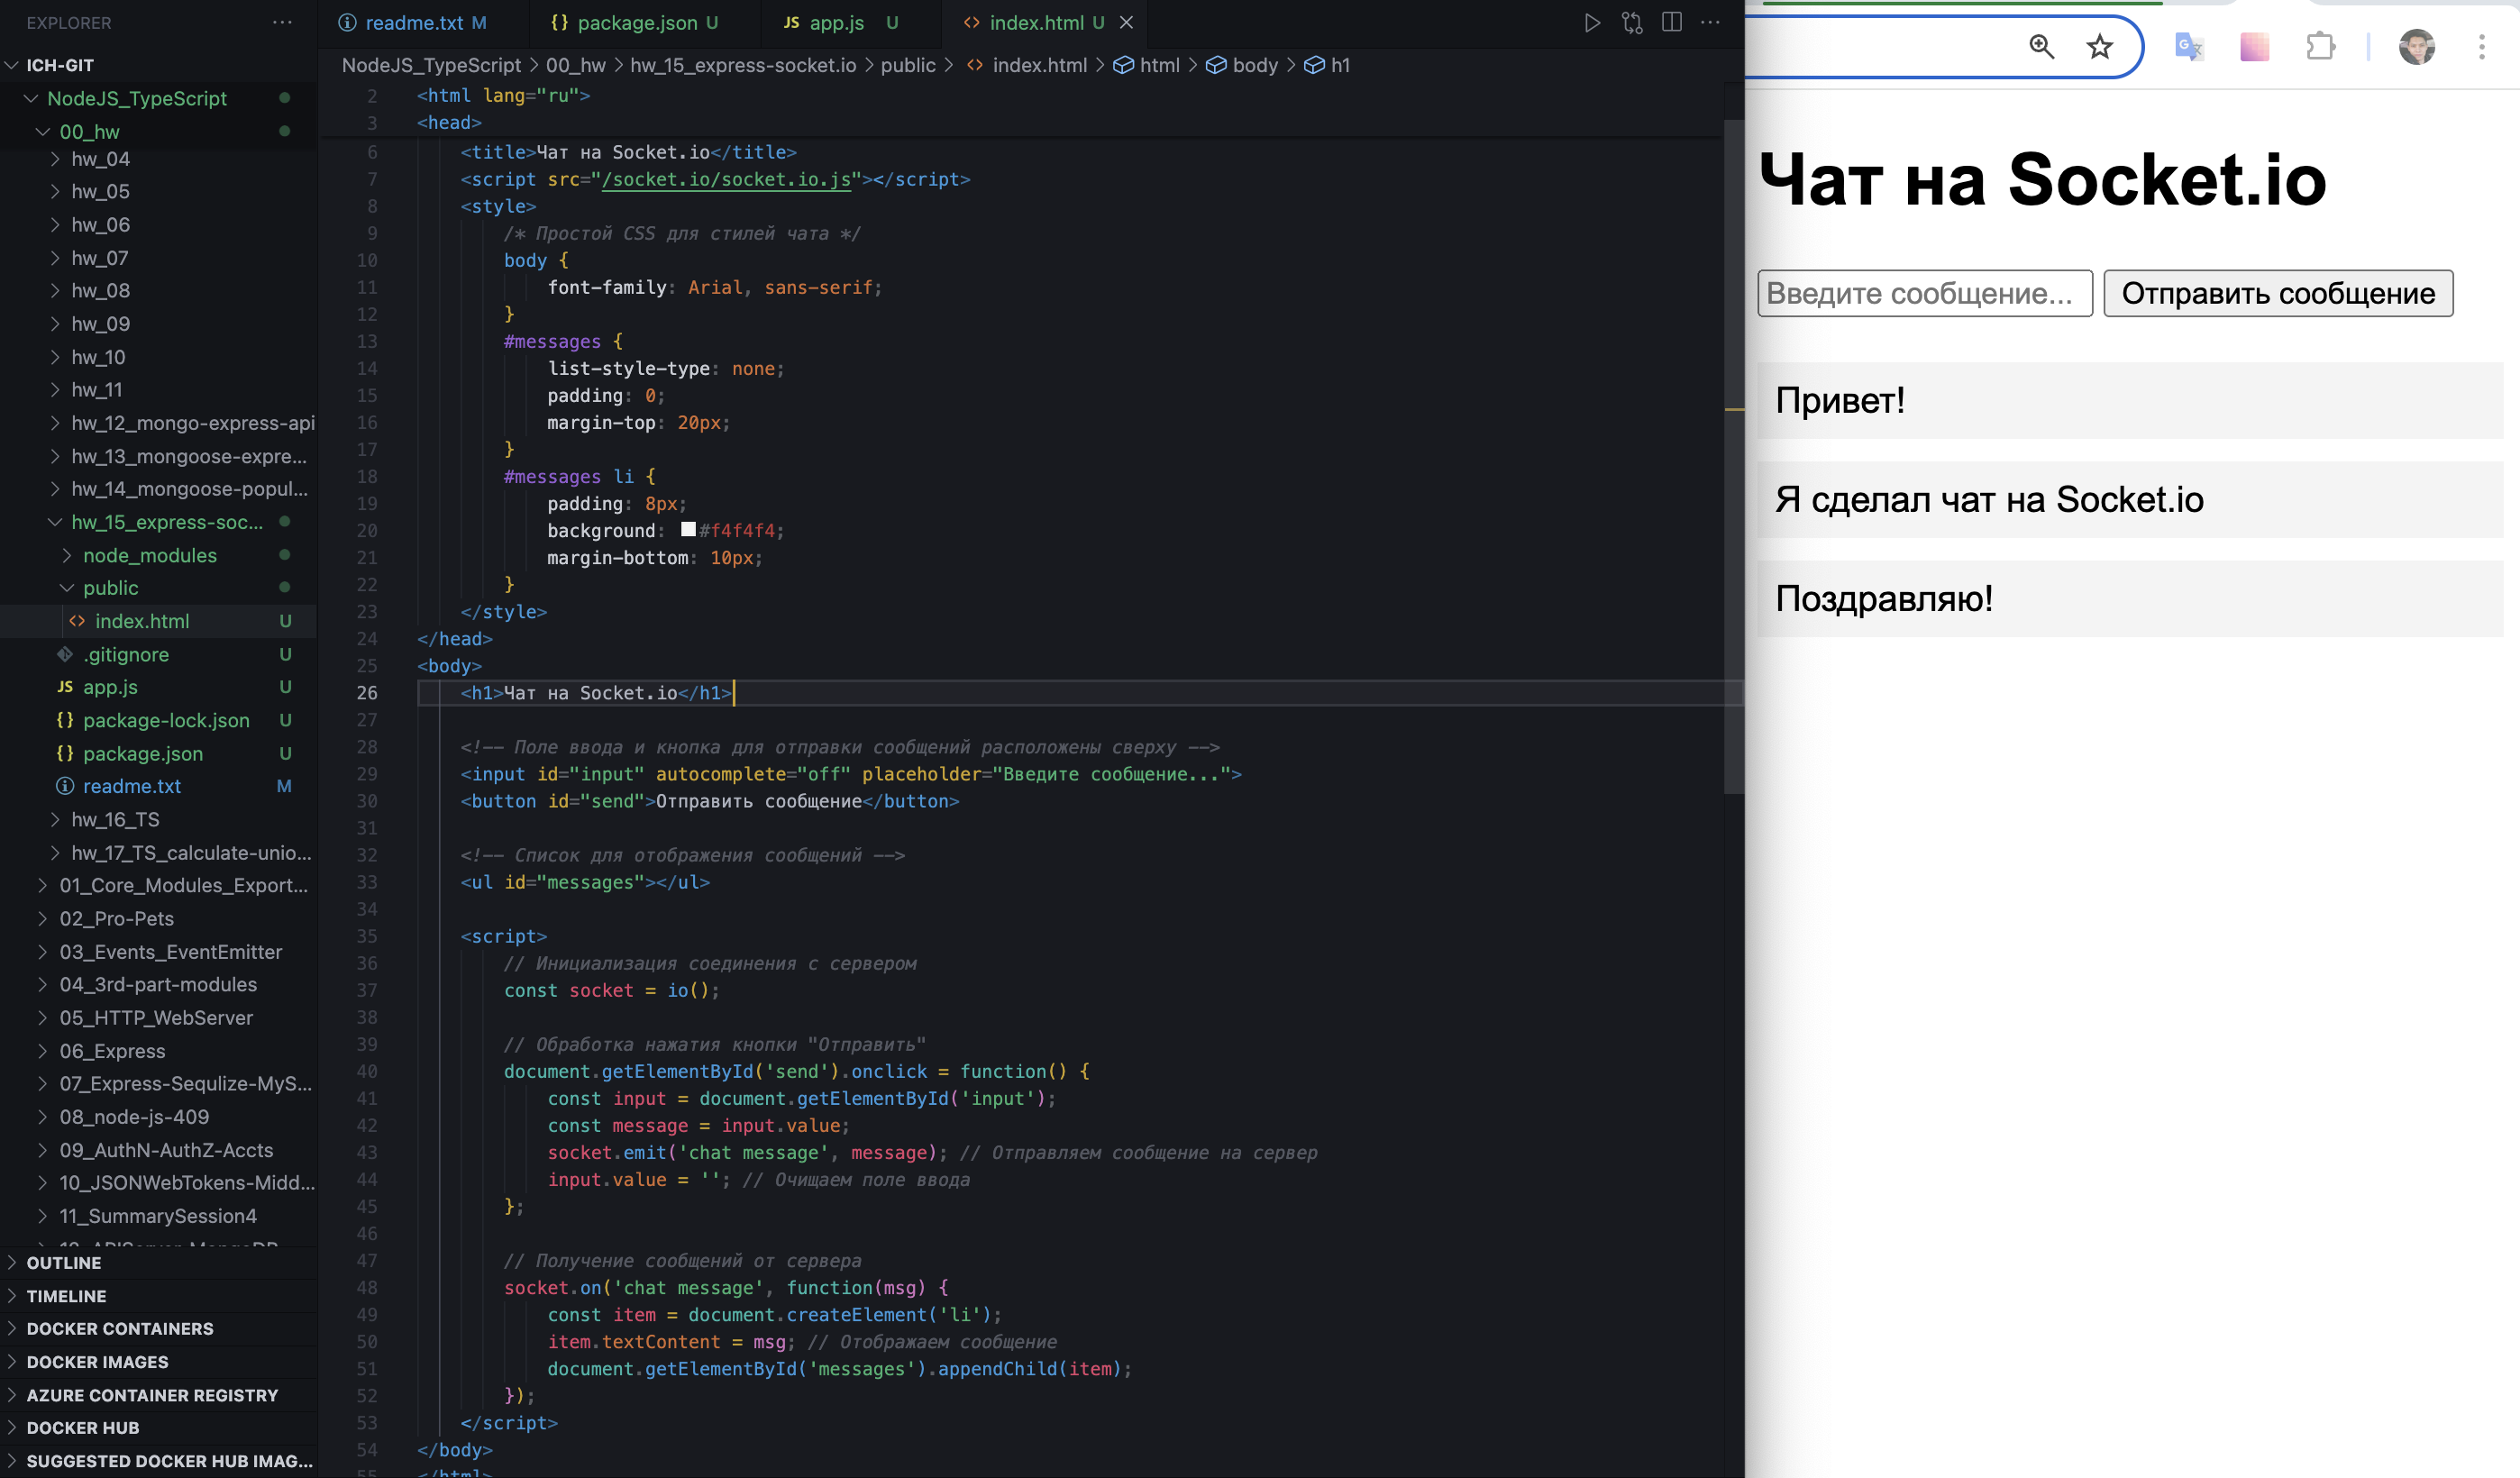 EXPLORER
ICH-GIT
NodeJS_TypeScript
00_hw
hw_04
hw_05
hw_06
hw_07
hw_08
hw_09
hw_10
hw_11
hw_12_mongo-express-api
hw_13_mongoose-expre...
hw_14_mongoose-popul...
hw_15_express-soc...
node_modules
public
<> index.html U
.gitignore U
JS app.js U
{} package-lock.json U
{} package.json U
readme.txt M
hw_16_TS
hw_17_TS_calculate-unio...
01_Core_Modules_Export...
02_Pro-Pets
03_Events_EventEmitter
04_3rd-part-modules
05_HTTP_WebServer
06_Express
07_Express-Sequlize-MyS...
08_node-js-409
09_AuthN-AuthZ-Accts
10_JSONWebTokens-Midd...
11_SummarySession4
OUTLINE
TIMELINE
DOCKER CONTAINERS
DOCKER IMAGES
AZURE CONTAINER REGISTRY
DOCKER HUB
SUGGESTED DOCKER HUB IMAG...
readme.txt M {} package.json U JS app.js U <> index.html U
NodeJS_TypeScript > 00_hw > hw_15_express-socket.io > public > <> index.html > html > body > h1
2 <html lang="ru">
3 <head>
6 <title>Чат на Socket.io</title>
7 <script src="/socket.io/socket.io.js"></script>
8 <style>
9 /* Простой CSS для стилей чата */
10 body {
11 font-family: Arial, sans-serif;
12 }
13 #messages {
14 list-style-type: none;
15 padding: 0;
16 margin-top: 20px;
17 }
18 #messages li {
19 padding: 8px;
20 background: #f4f4f4;
21 margin-bottom: 10px;
22 }
23 </style>
24 </head>
25 <body>
26 <h1>Чат на Socket.io</h1>
27
28 <!-- Поле ввода и кнопка для отправки сообщений расположены сверху -->
29 <input id="input" autocomplete="off" placeholder="Введите сообщение...">
30 <button id="send">Отправить сообщение</button>
31
32 <!-- Список для отображения сообщений -->
33 <ul id="messages"></ul>
34
35 <script>
36 // Инициализация соединения с сервером
37 const socket = io();
38
39 // Обработка нажатия кнопки "Отправить"
40 document.getElementById('send').onclick = function() {
41 const input = document.getElementById('input');
42 const message = input.value;
43 socket.emit('chat message', message); // Отправляем сообщение на сервер
44 input.value = ''; // Очищаем поле ввода
45 };
46
47 // Получение сообщений от сервера
48 socket.on('chat message', function(msg) {
49 const item = document.createElement('li');
50 item.textContent = msg; // Отображаем сообщение
51 document.getElementById('messages').appendChild(item);
52 });
53 </script>
54 </body>
55 </html>
Чат на Socket.io
Введите сообщение... Отправить сообщение
Привет!
Я сделал чат на Socket.io
Поздравляю!